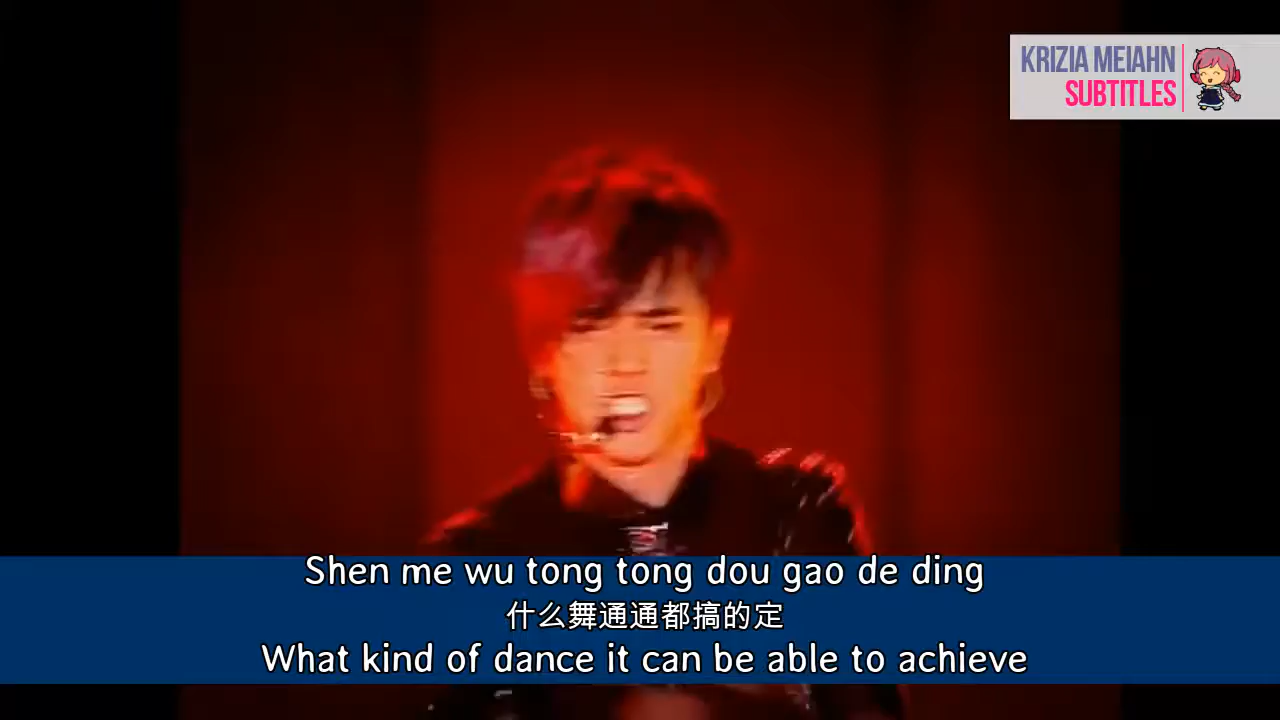 KRIZIA MEIAHN
SUBTITLES
Shen me wu tong tong dou gao de ding
什么舞通通都搞的定
What kind of dance it can be able to achieve